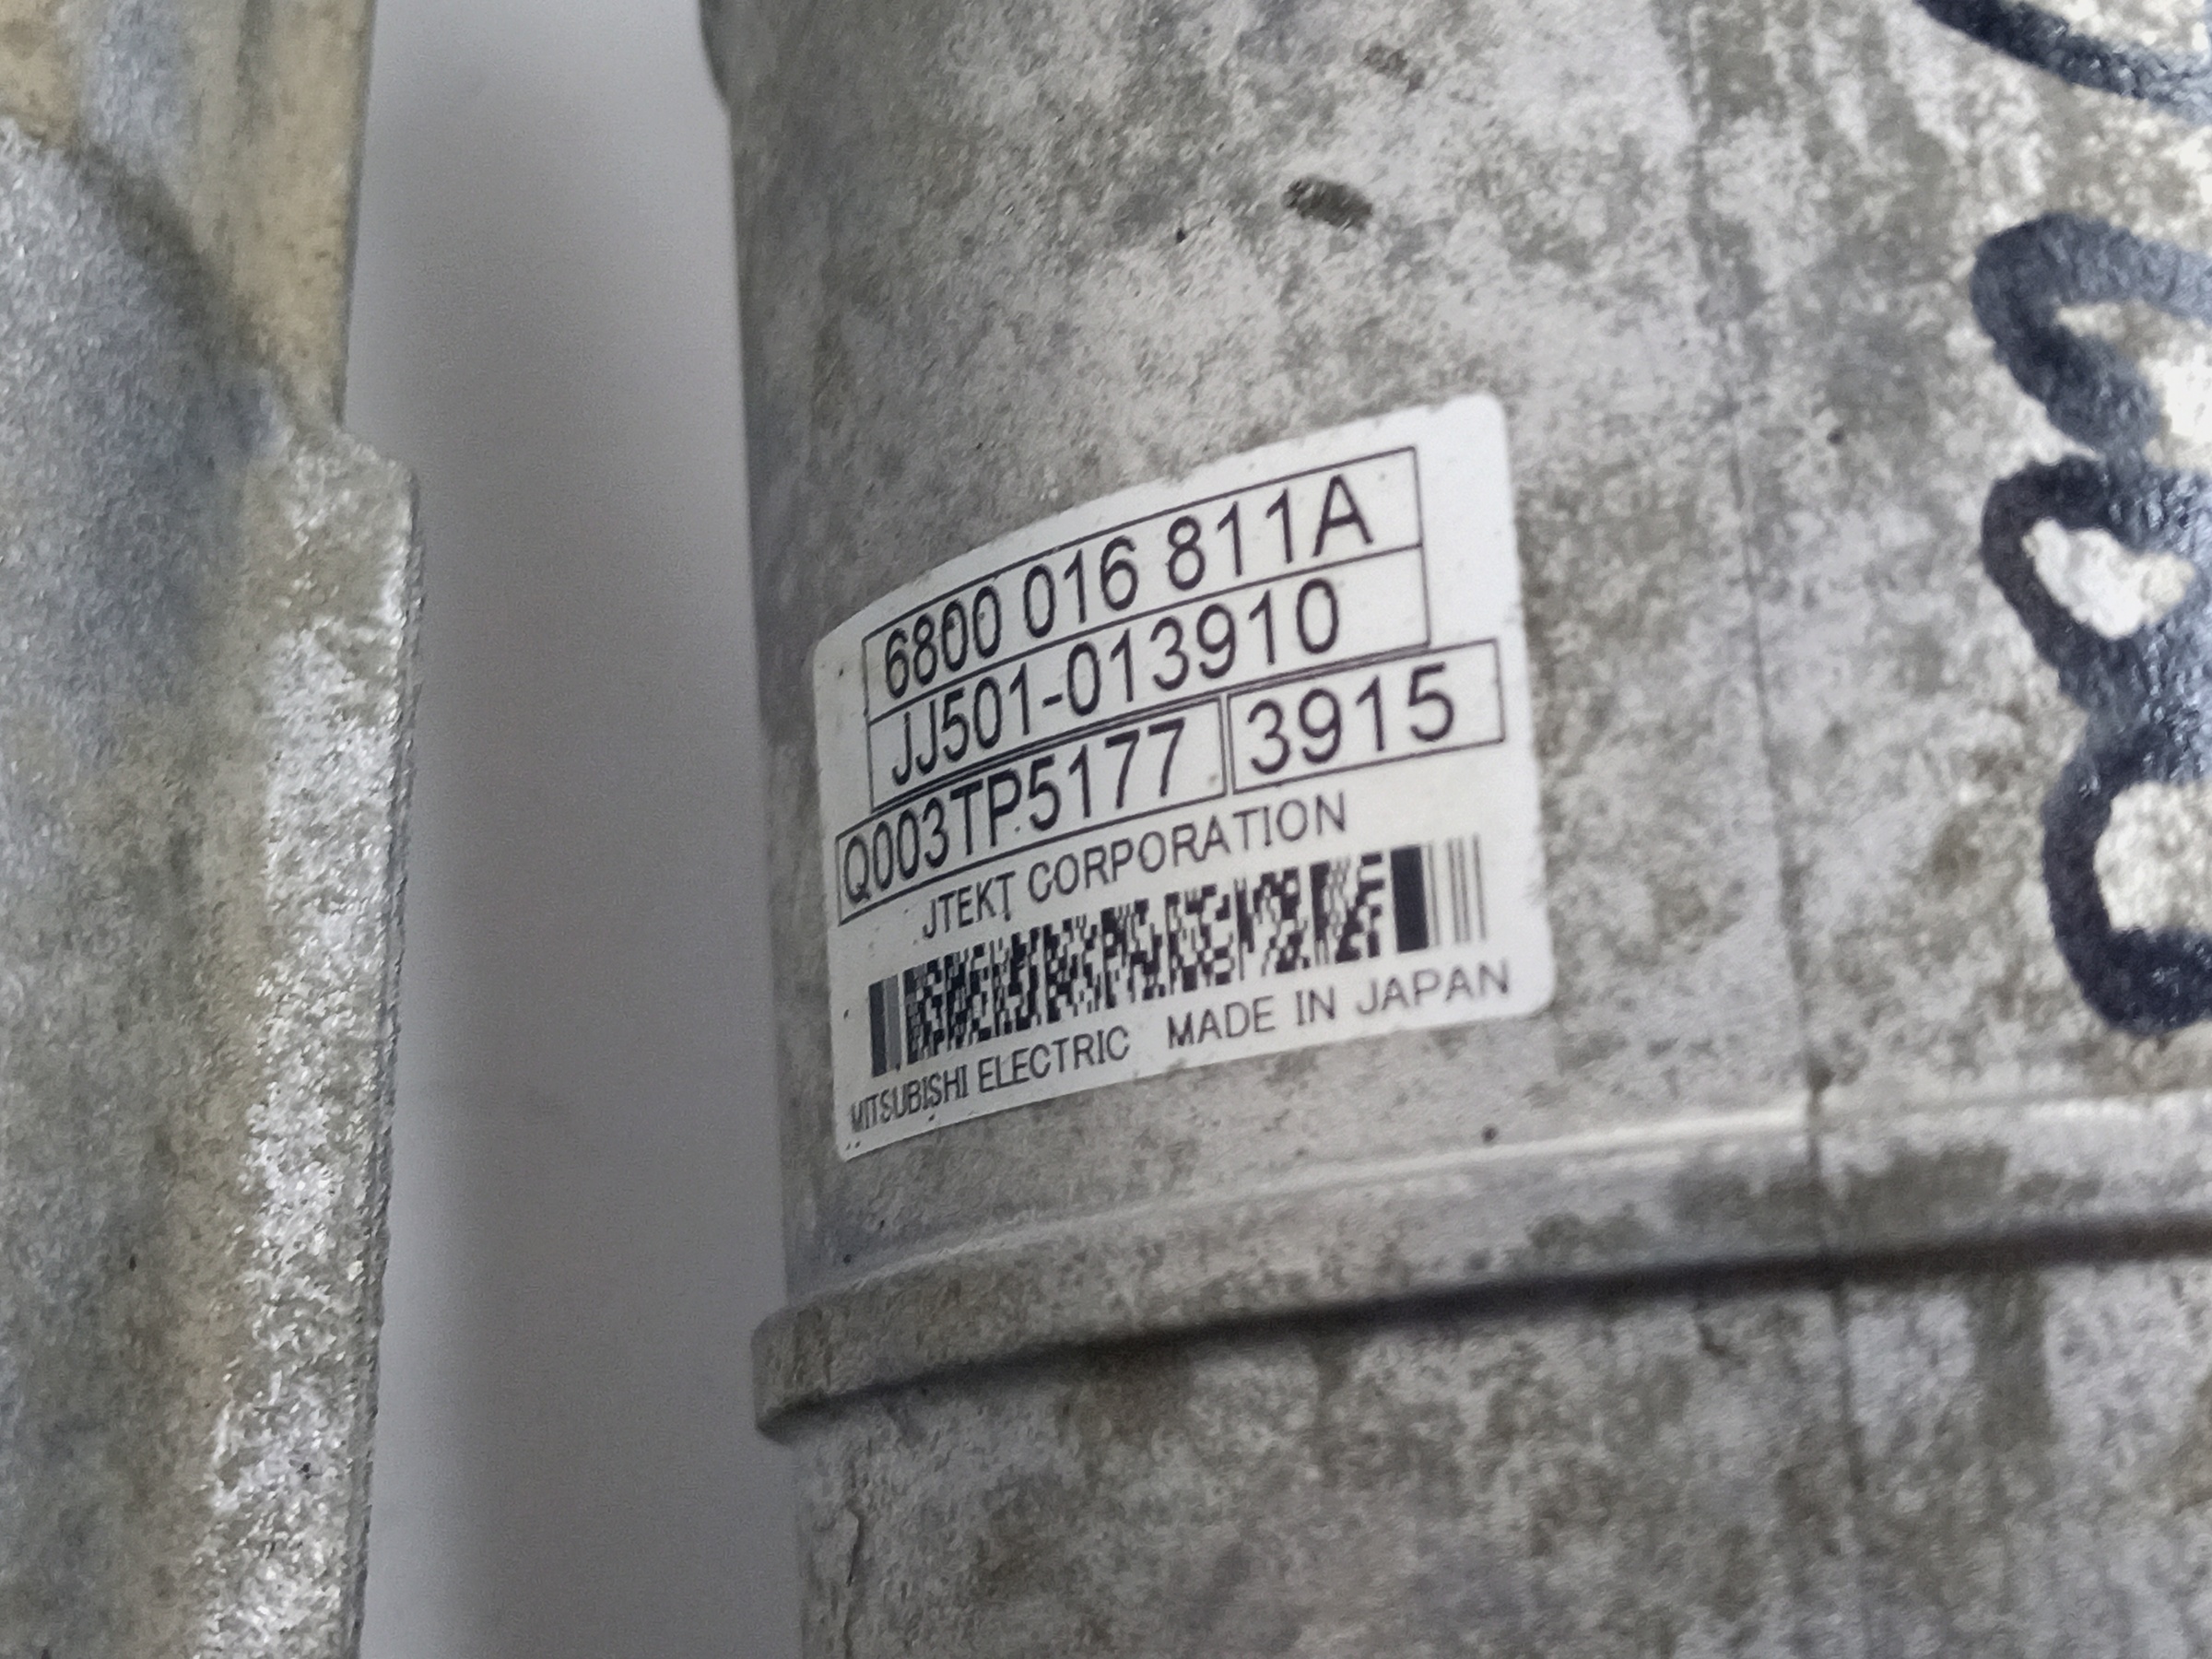 6800 016 811A
JJ501-013910
Q003TP5177 3915
JTEKT CORPORATION
MITSUBISHI ELECTRIC MADE IN JAPAN